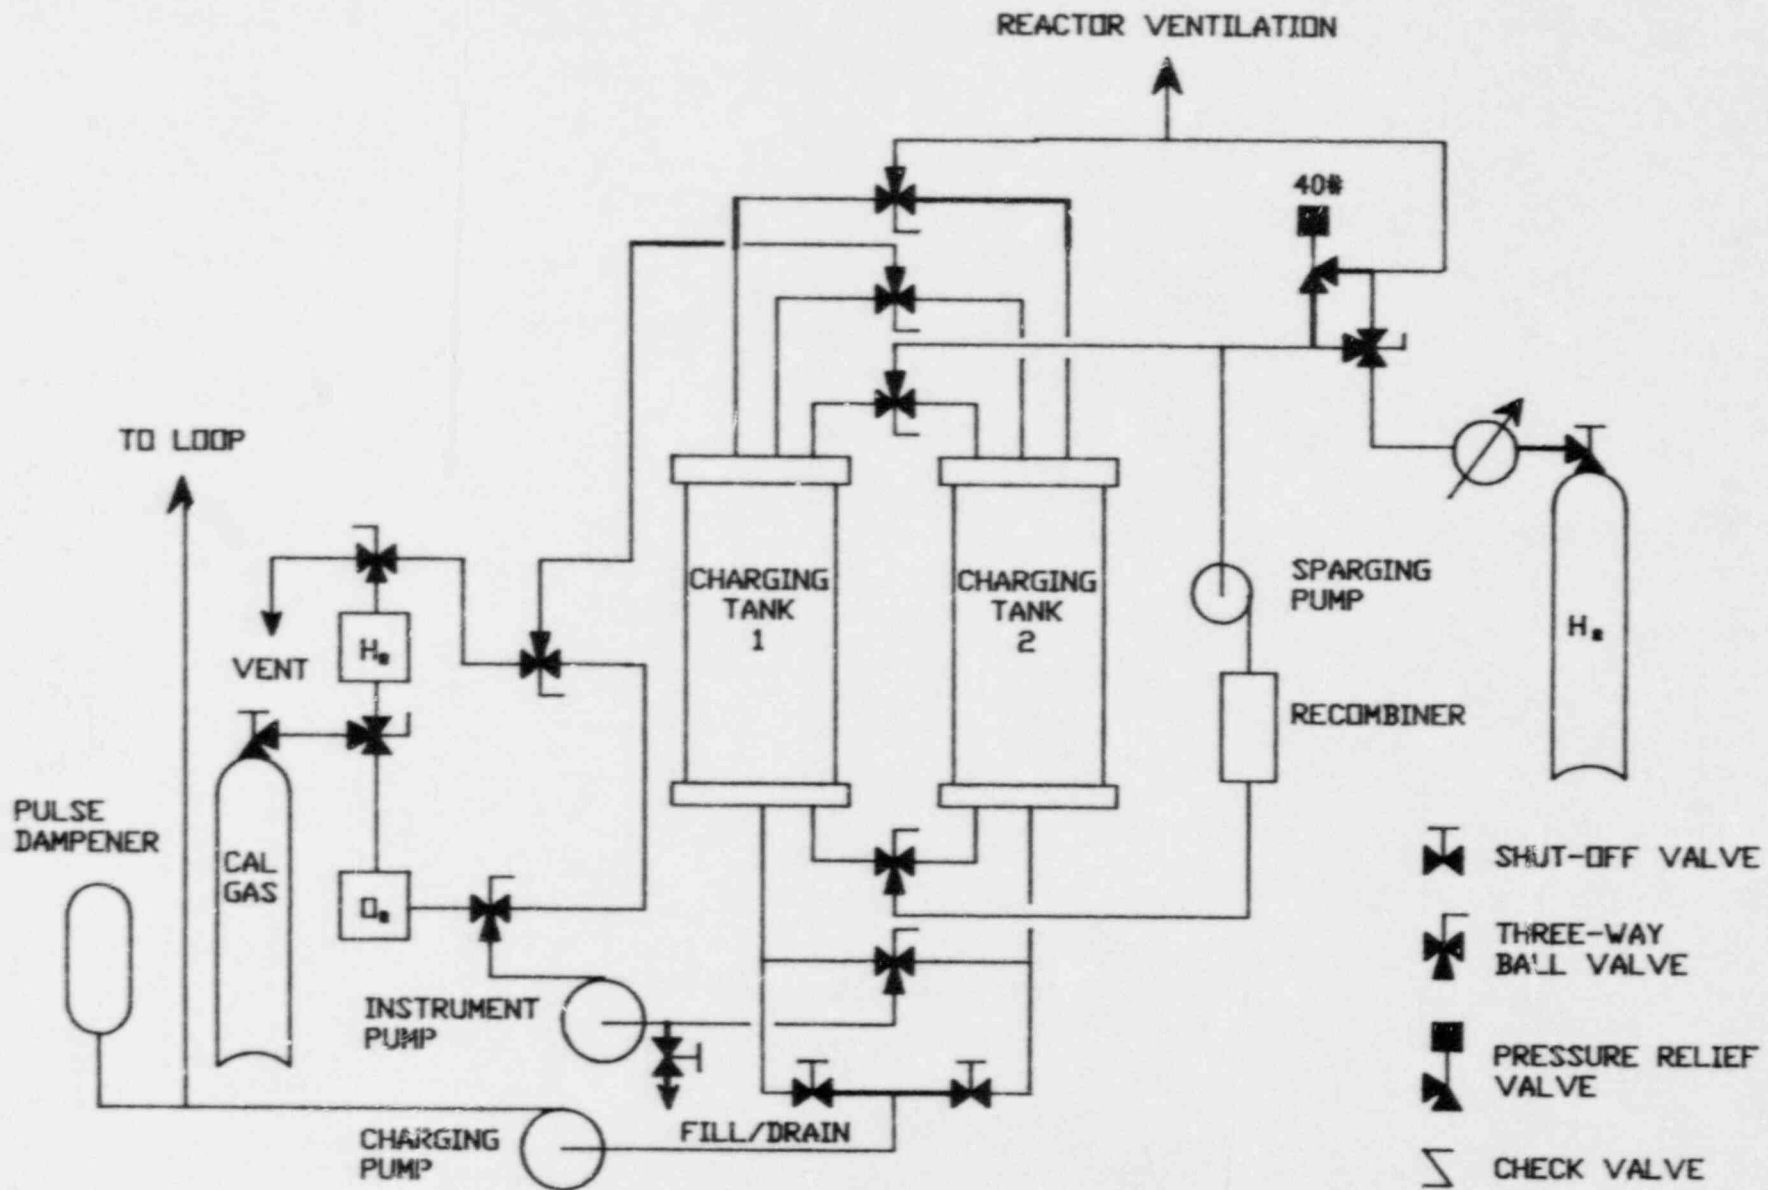 REACTOR VENTILATION
40#
TO LOOP
CHARGING
TANK
1
CHARGING
TANK
2
SPARGING
PUMP
H₂
H₂
VENT
RECOMBINER
PULSE
DAMPENER
CAL
GAS
O₂
SHUT-OFF VALVE
THREE-WAY
BALL VALVE
INSTRUMENT
PUMP
PRESSURE RELIEF
VALVE
FILL/DRAIN
CHARGING
PUMP
CHECK VALVE